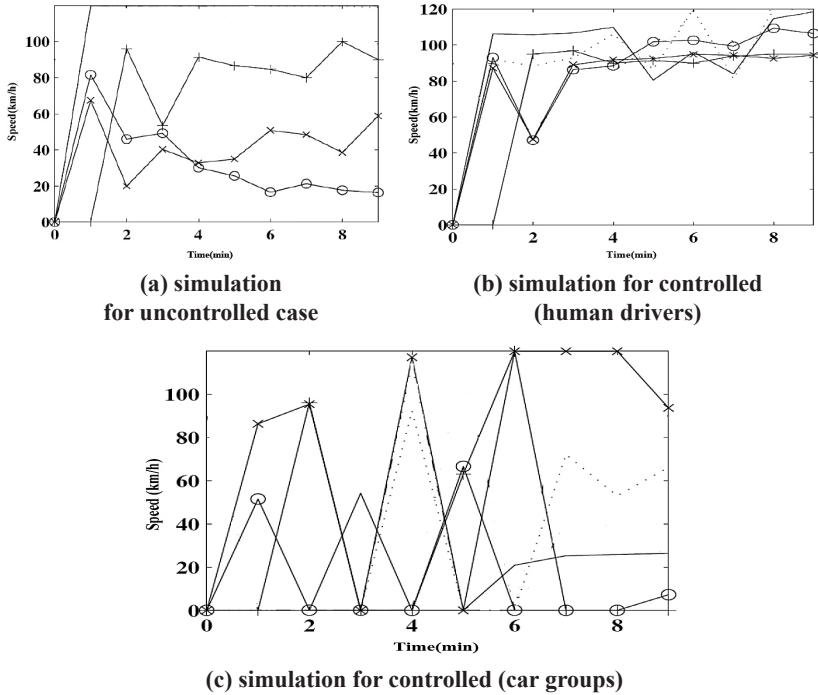 100
80
60
40
20
0
Speed(km/h)
0 2 4 6 8
Time(min)
(a) simulation
for uncontrolled case
120
100
80
60
40
20
0
Speed(km/h)
0 2 4 6 8
Time(min)
(b) simulation for controlled
(human drivers)
100
80
60
40
20
0
Speed (km/h)
0 2 4 6 8
Time(min)
(c) simulation for controlled (car groups)